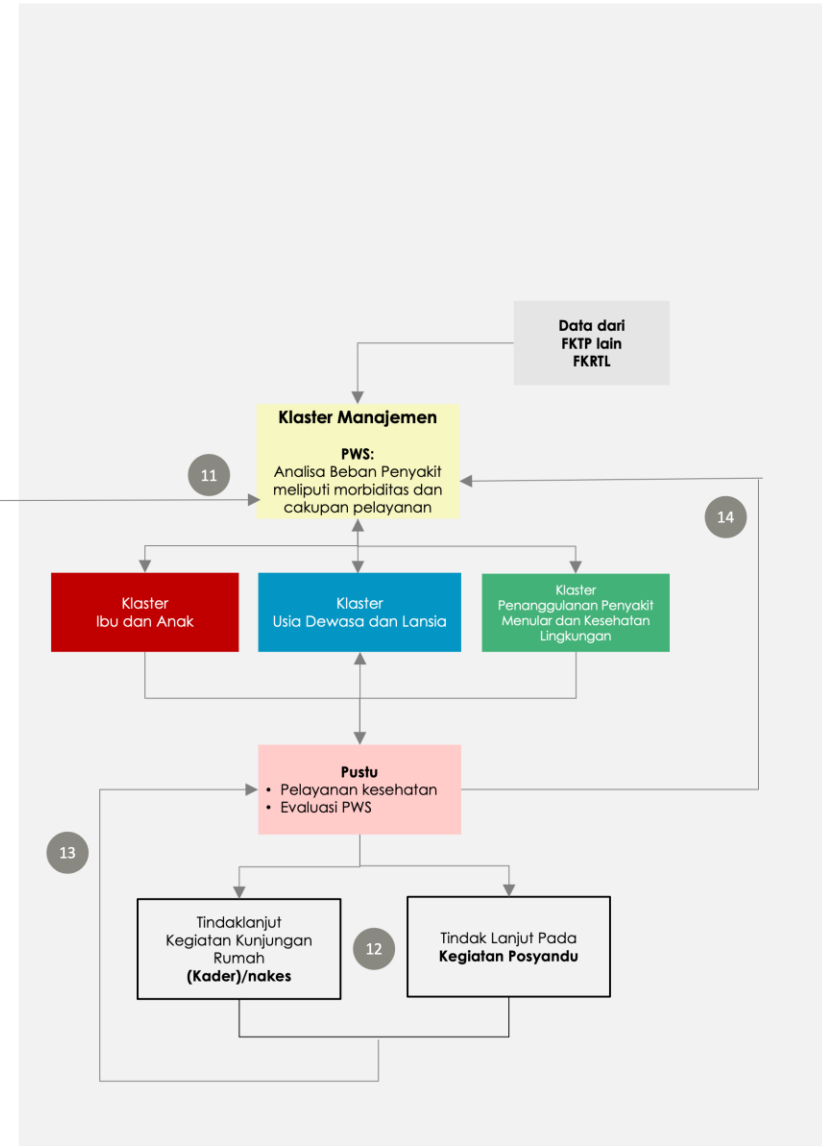 Data dari
FKTP lain
FKRTL
Klaster Manajemen
PWS:
Analisa Beban Penyakit
meliputi morbiditas dan
cakupan pelayanan
11
14
Klaster
Ibu dan Anak
Klaster
Usia Dewasa dan Lansia
Klaster
Penanggulangan Penyakit
Menular dan Kesehatan
Lingkungan
Pustu
• Pelayanan kesehatan
• Evaluasi PWS
13
Tindaklanjut
Kegiatan Kunjungan
Rumah
(Kader)/nakes
12
Tindak Lanjut Pada
Kegiatan Posyandu